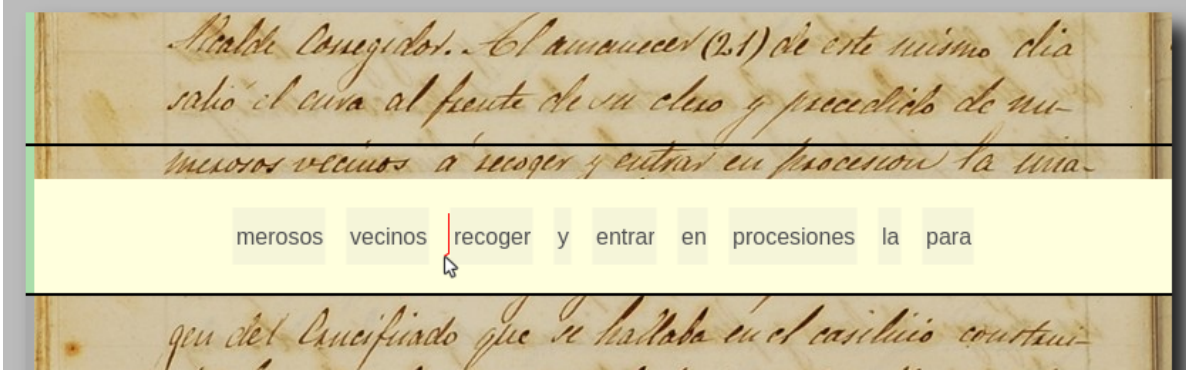 Alcalde Corregidor. Al amanecer (21) de este mismo dia
salió el cura al frente de su clero y precedido de nu-
merosos vecinos á recoger y entrar en procesion la ima-
merosos vecinos recoger y entrar en procesiones la para
gen del Crucificado que se hallaba en el casilicio construi-